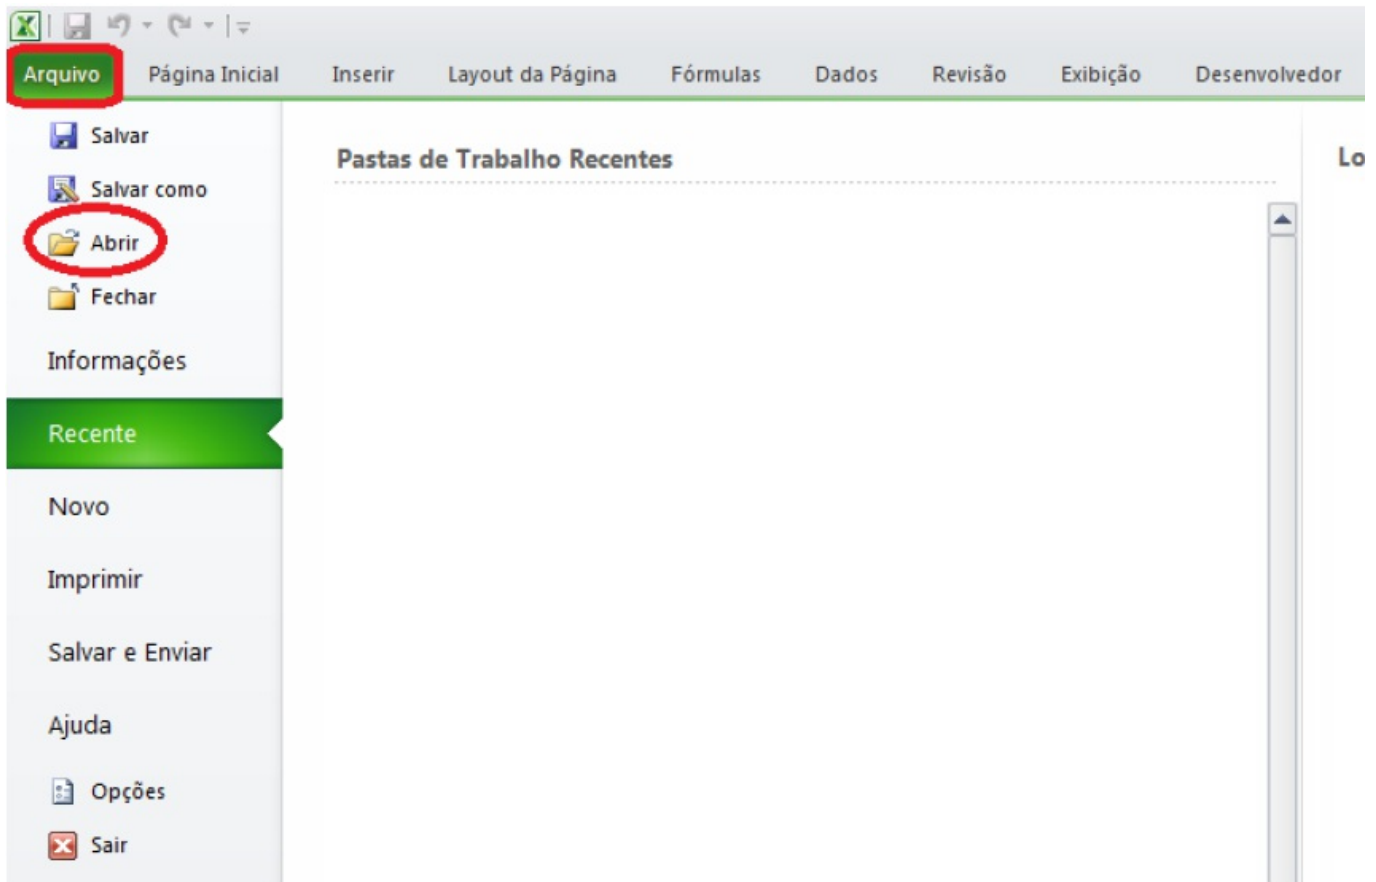 Arquivo Página Inicial Inserir Layout da Página Fórmulas Dados Revisão Exibição Desenvolvedor
Salvar
Salvar como
Abrir
Fechar
Informações
Recente
Novo
Imprimir
Salvar e Enviar
Ajuda
Opções
Sair
Pastas de Trabalho Recentes
Lo